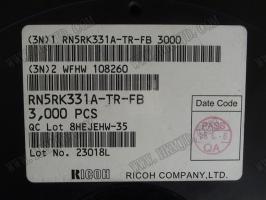 (3N)1 RN5RK331A-TR-FB 3000
(3N)2 WFHW 108260
RN5RK331A-TR-FB
3,000 PCS
QC Lot 8HEJEHW-35
Lot No. 23018L
Date Code
PASS
QA
RICOH RICOH COMPANY,LTD.